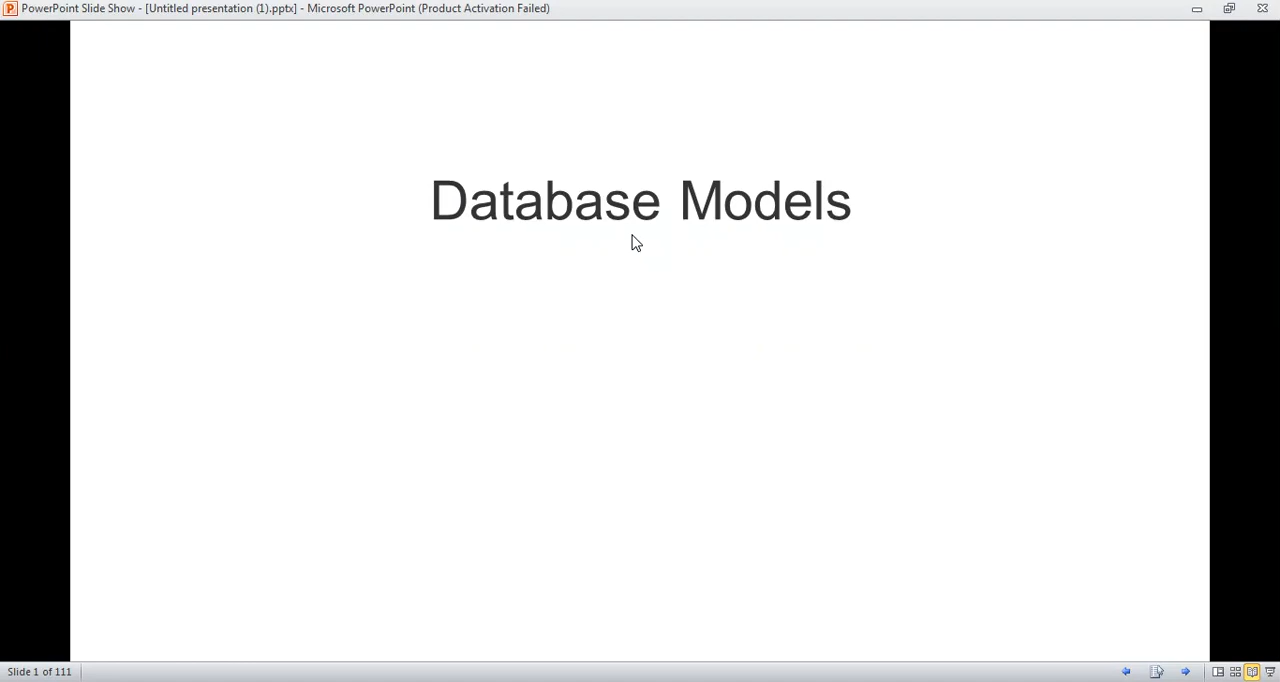 PowerPoint Slide Show - [Untitled presentation (1).pptx] - Microsoft PowerPoint (Product Activation Failed)
Database Models
Slide 1 of 111